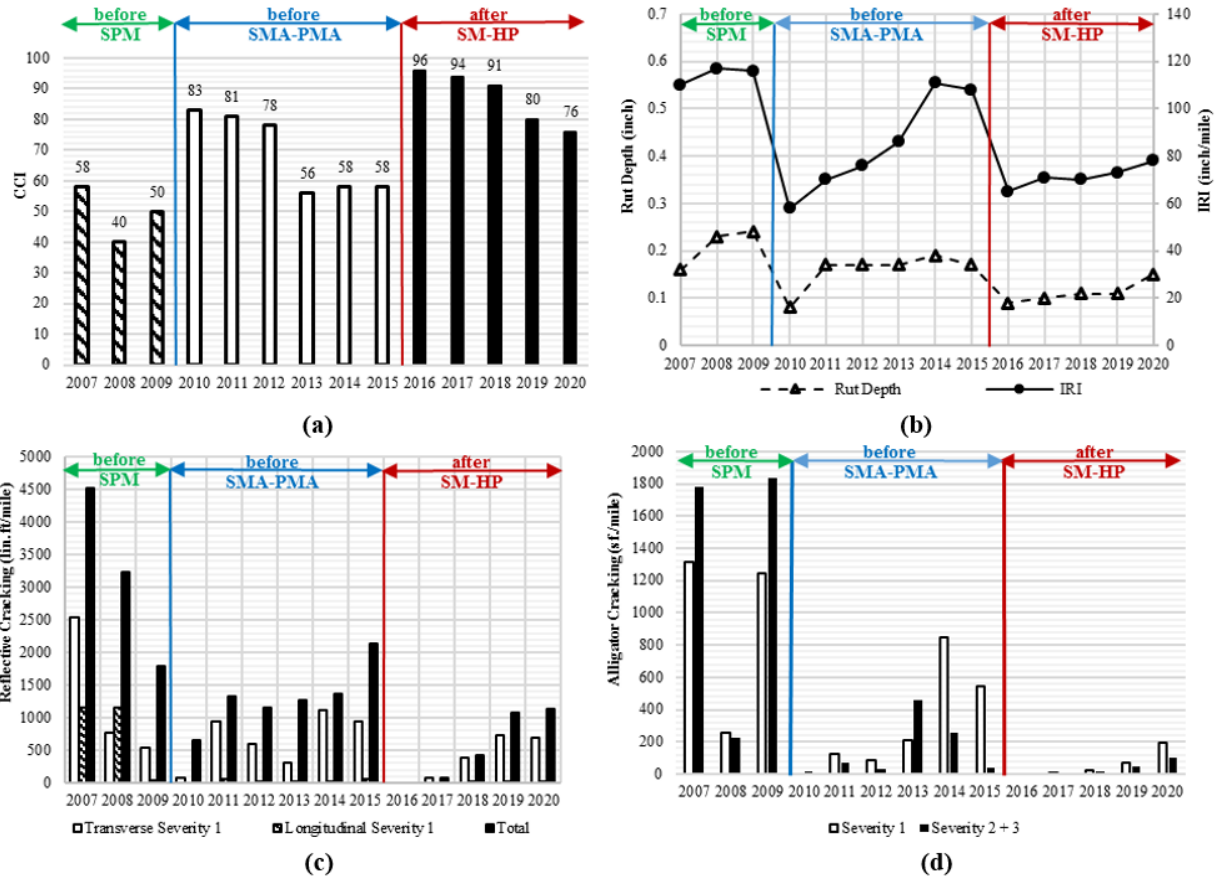 before
SPM
before
SMA-PMA
after
SM-HP
CCI
100
90
80
70
60
50
40
30
20
10
0
58
40
50
83
81
78
56
58
58
96
94
91
80
76
2007 2008 2009 2010 2011 2012 2013 2014 2015 2016 2017 2018 2019 2020
(a)
before
SPM
before
SMA-PMA
after
SM-HP
Rut Depth (inch)
0.7
0.6
0.5
0.4
0.3
0.2
0.1
0
IRI (inch/mile)
140
120
100
80
60
40
20
0
2007 2008 2009 2010 2011 2012 2013 2014 2015 2016 2017 2018 2019 2020
Rut Depth IRI
(b)
before
SPM
before
SMA-PMA
after
SM-HP
Reflective Cracking (lin.ft/mile)
5000
4500
4000
3500
3000
2500
2000
1500
1000
500
0
2007 2008 2009 2010 2011 2012 2013 2014 2015 2016 2017 2018 2019 2020
Transverse Severity 1 Longitudinal Severity 1 Total
(c)
before
SPM
before
SMA-PMA
after
SM-HP
Alligator Cracking (sf./mile)
2000
1800
1600
1400
1200
1000
800
600
400
200
0
2007 2008 2009 2010 2011 2012 2013 2014 2015 2016 2017 2018 2019 2020
Severity 1 Severity 2 + 3
(d)